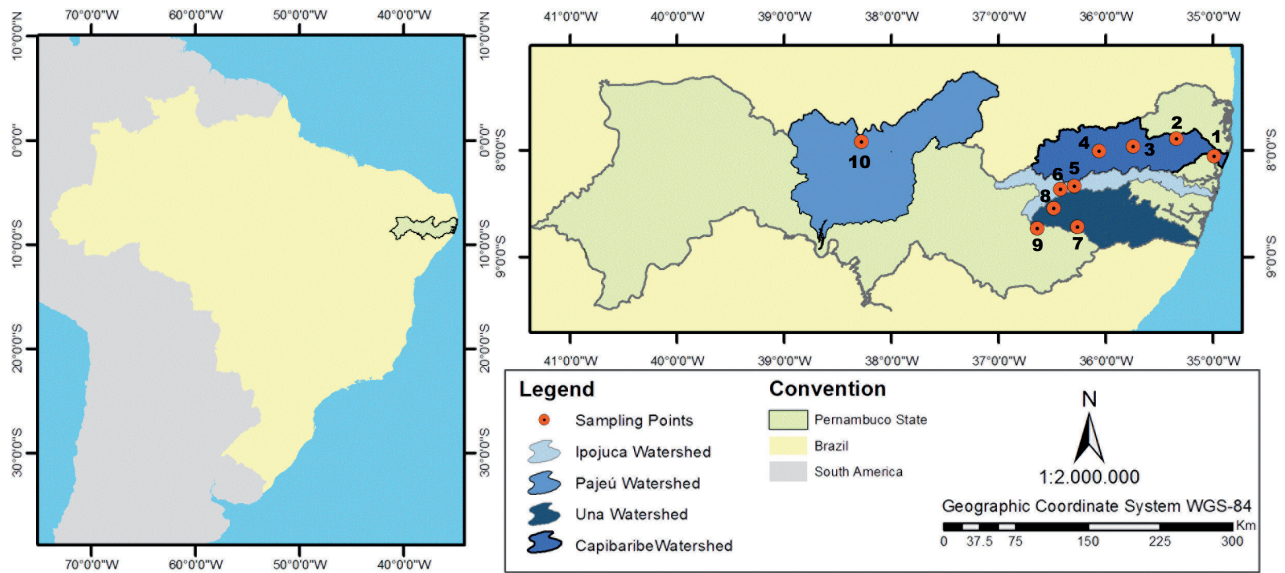 70°0'0"W 60°0'0"W 50°0'0"W 40°0'0"W
10°0'0"N 10°0'0"N
0°0'0" 0°0'0"
10°0'0"S 10°0'0"S
20°0'0"S 20°0'0"S
30°0'0"S 30°0'0"S
70°0'0"W 60°0'0"W 50°0'0"W 40°0'0"W
41°0'0"W 40°0'0"W 39°0'0"W 38°0'0"W 37°0'0"W 36°0'0"W 35°0'0"W
8°0'0"S 8°0'0"S
9°0'0"S 9°0'0"S
2
1
4
3
10
6 5
8
9 7
41°0'0"W 40°0'0"W 39°0'0"W 38°0'0"W 37°0'0"W 36°0'0"W 35°0'0"W
Legend
Sampling Points
Ipojuca Watershed
Pajeú Watershed
Una Watershed
CapibaribeWatershed
Convention
Pernambuco State
Brazil
South America
N
1:2.000.000
Geographic Coordinate System WGS-84
Km
0 37.5 75 150 225 300